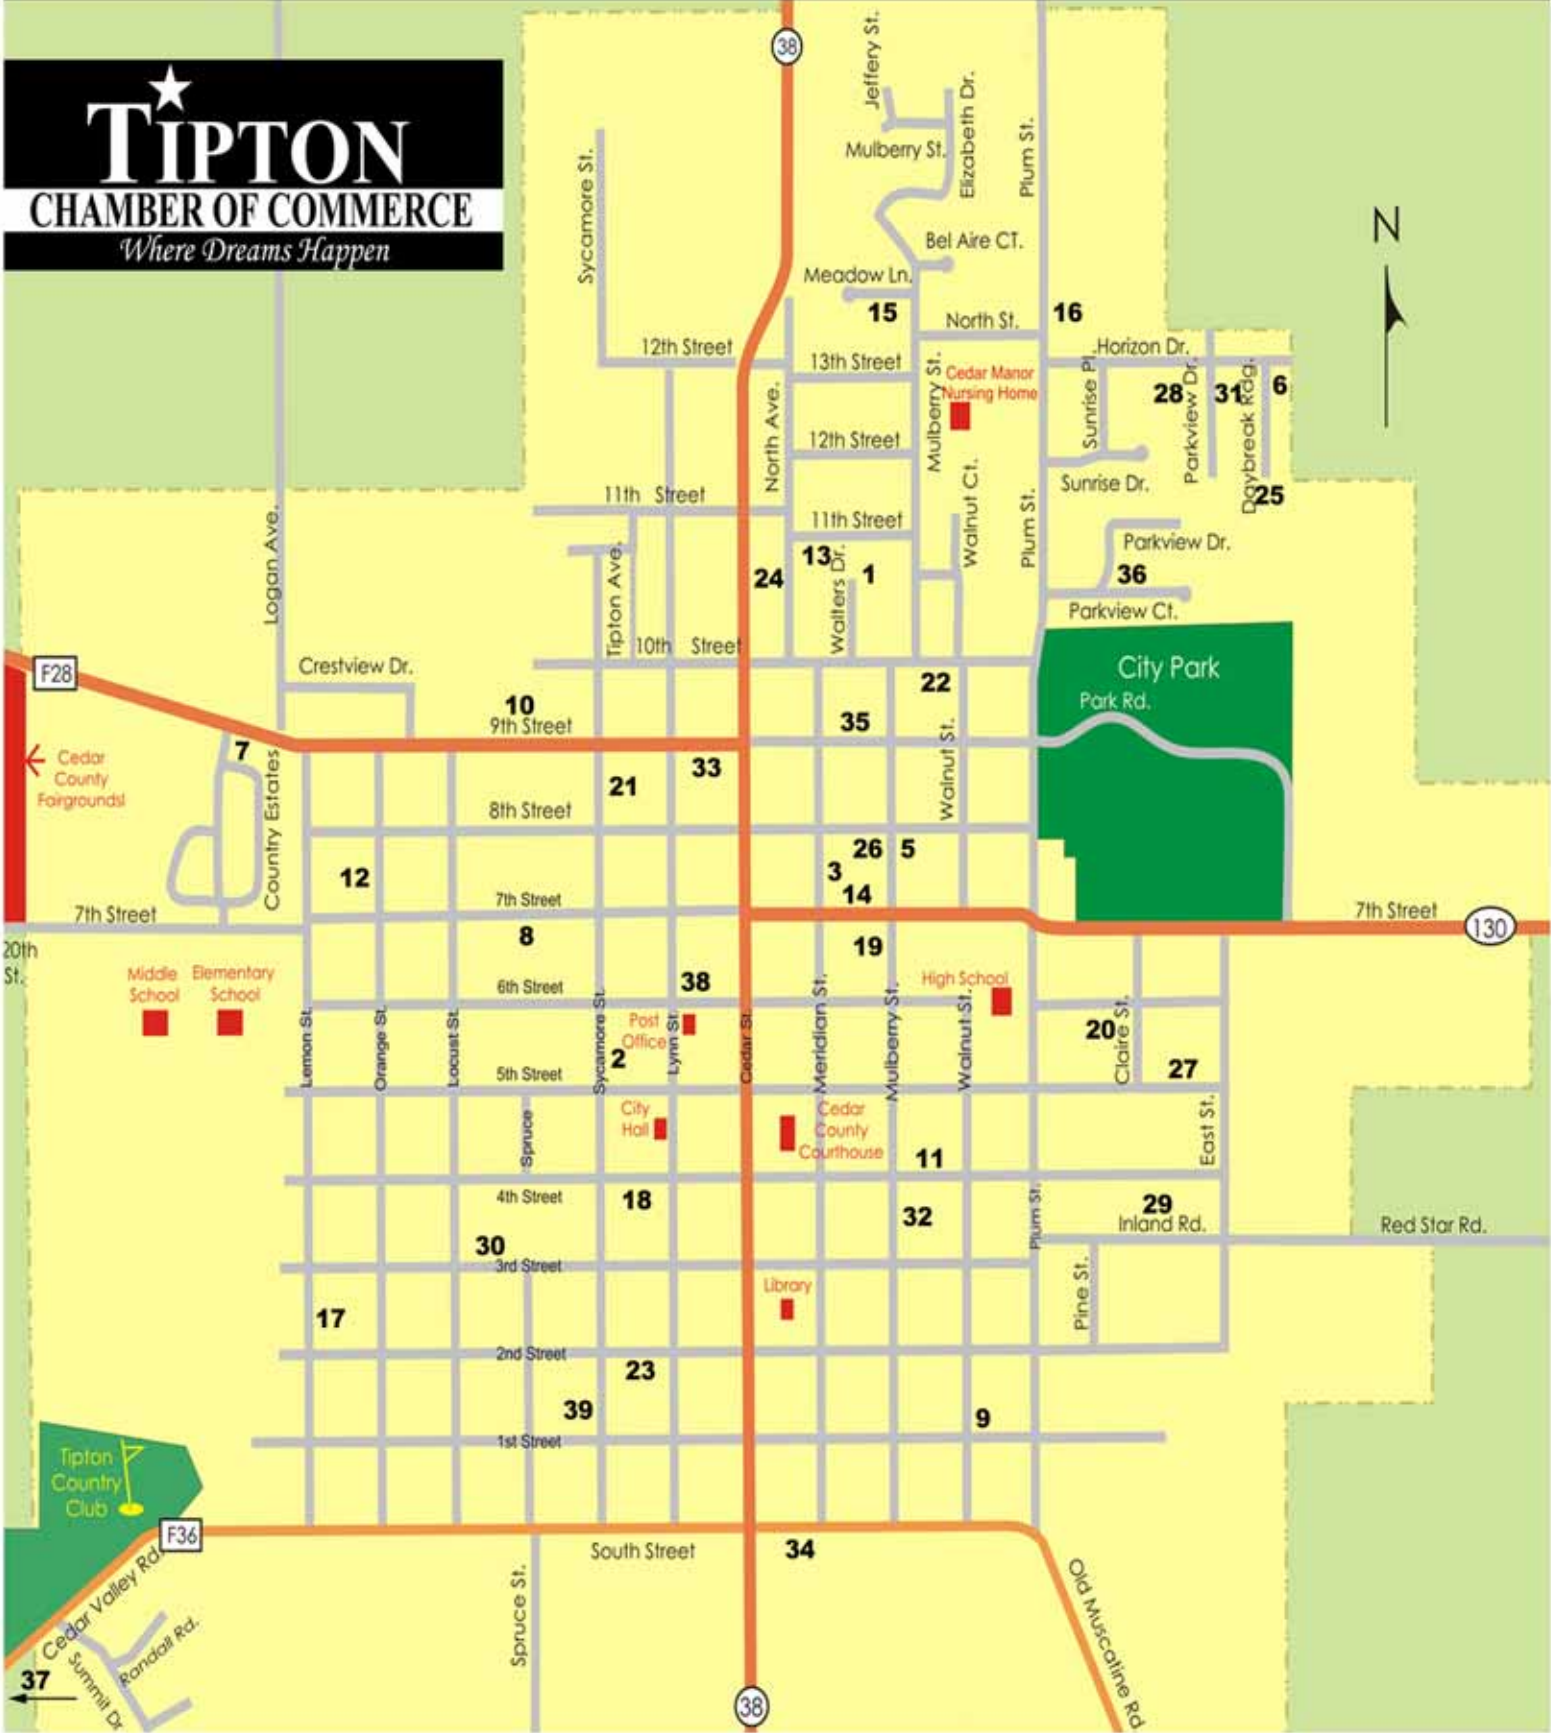 TIPTON
CHAMBER OF COMMERCE
Where Dreams Happen
38
Jeffery St.
Elizabeth Dr.
Mulberry St.
Plum St.
Sycamore St.
Bel Aire CT.
Meadow Ln.
15
North St.
16
N
12th Street
13th Street
Horizon Dr.
Mulberry St.
Cedar Manor
Nursing Home
Sunrise Pl.
28
Parkview Dr.
31
Daybreak Rdg.
6
North Ave.
12th Street
Walnut Ct.
Sunrise Dr.
25
11th Street
11th Street
Plum St.
Parkview Dr.
Logan Ave.
Tipton Ave.
24
13
Walters Dr.
1
36
Parkview Ct.
10th Street
F28
Crestview Dr.
22
City Park
Park Rd.
10
9th Street
35
Walnut St.
7
Cedar
County
Fairgrounds!
Country Estates
21
33
8th Street
26
5
3
14
12
7th Street
7th Street
7th Street
130
20th
St.
8
19
Middle
School
Elementary
School
6th Street
38
High School
Lemon St.
Orange St.
Locust St.
Sycamore St.
Post
Office
Lynn St.
Cedar St.
Meridian St.
Mulberry St.
Walnut St.
20
Claire St.
2
27
5th Street
City
Hall
Spruce
Cedar
County
Courthouse
11
East St.
4th Street
18
32
Plum St.
29
Inland Rd.
Red Star Rd.
30
3rd Street
Library
Pine St.
17
2nd Street
23
39
9
1st Street
Tipton
Country
Club
F36
South Street
34
Cedar Valley Rd.
Spruce St.
Old Muscatine Rd
Randall Rd.
Summit Dr
37
38